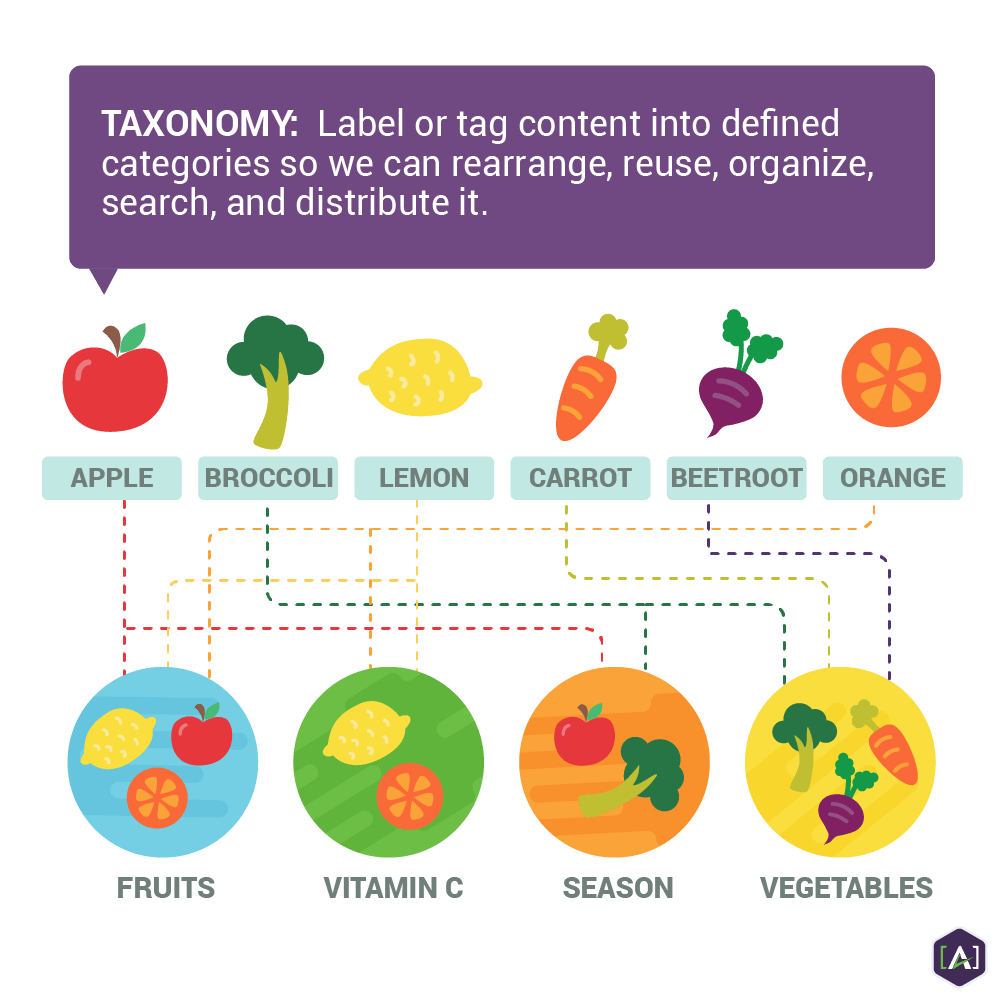 TAXONOMY: Label or tag content into defined
categories so we can rearrange, reuse, organize,
search, and distribute it.
APPLE
BROCCOLI
LEMON
CARROT
BEETROOT
ORANGE
FRUITS
VITAMIN C
SEASON
VEGETABLES
[A]